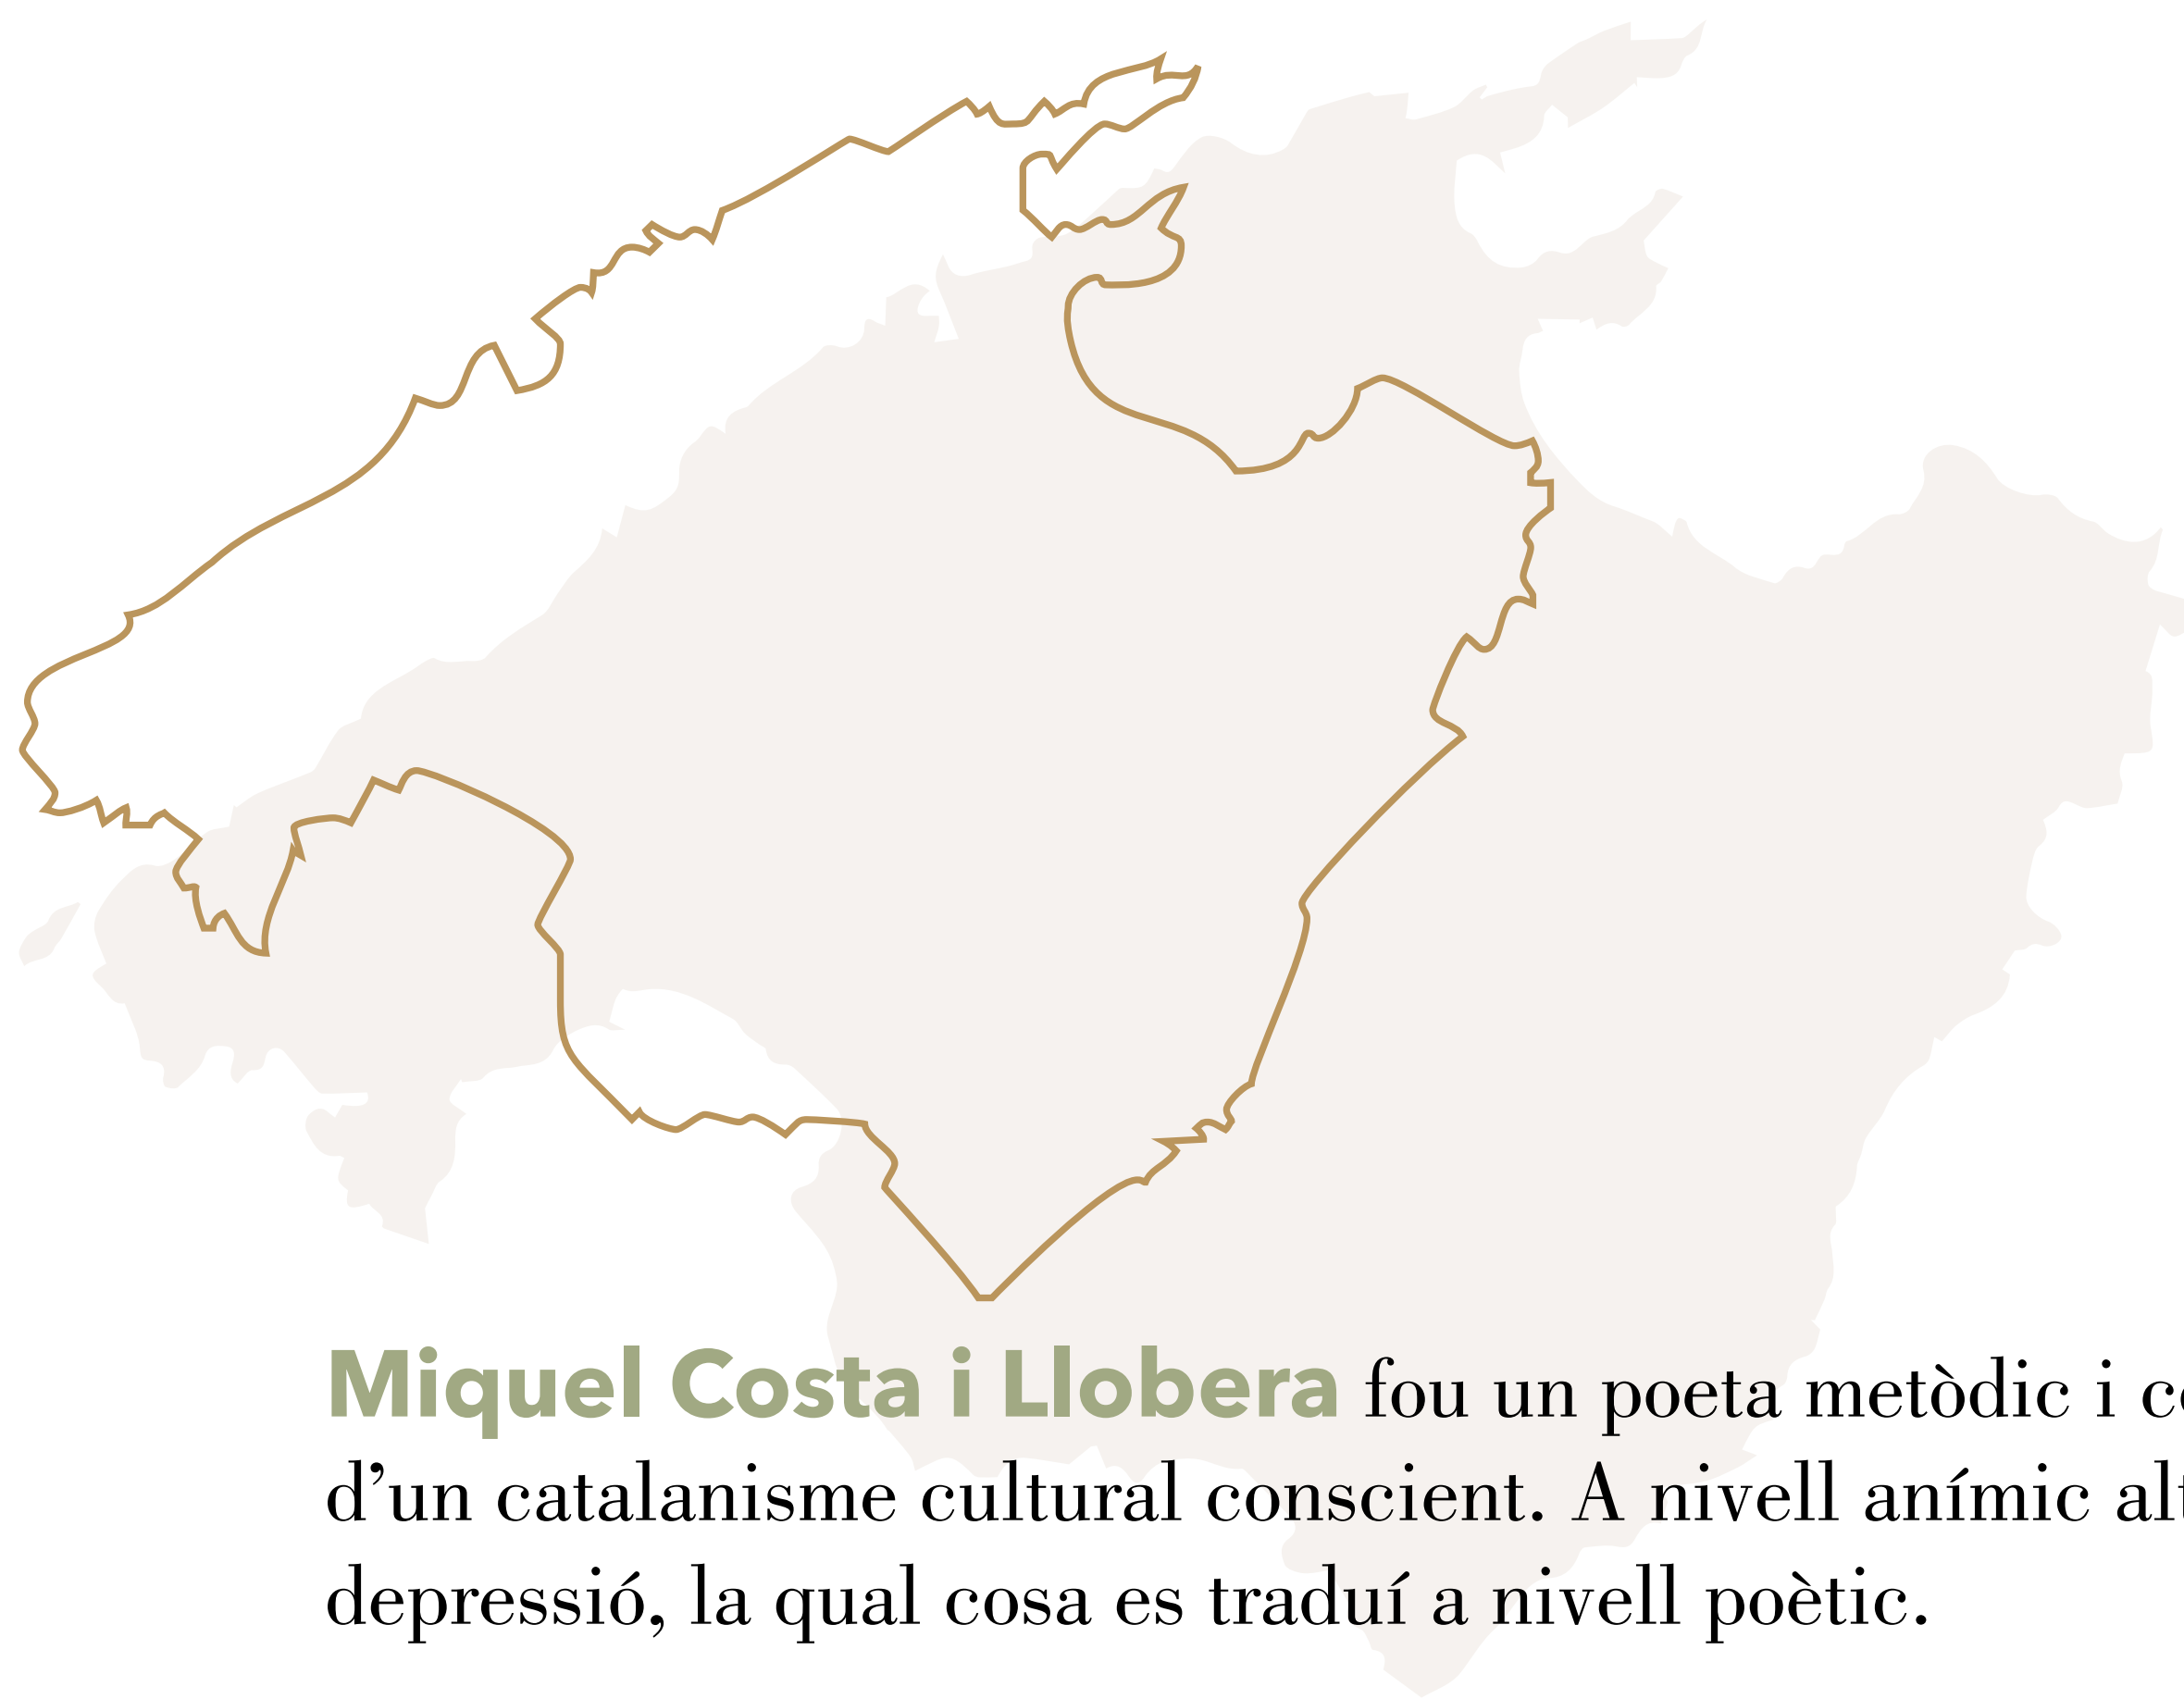 Miquel Costa i Llobera fou un poeta metòdic i
d’un catalanisme cultural conscient. A nivell anímic
depressió, la qual cosa es traduí a nivell poètic.